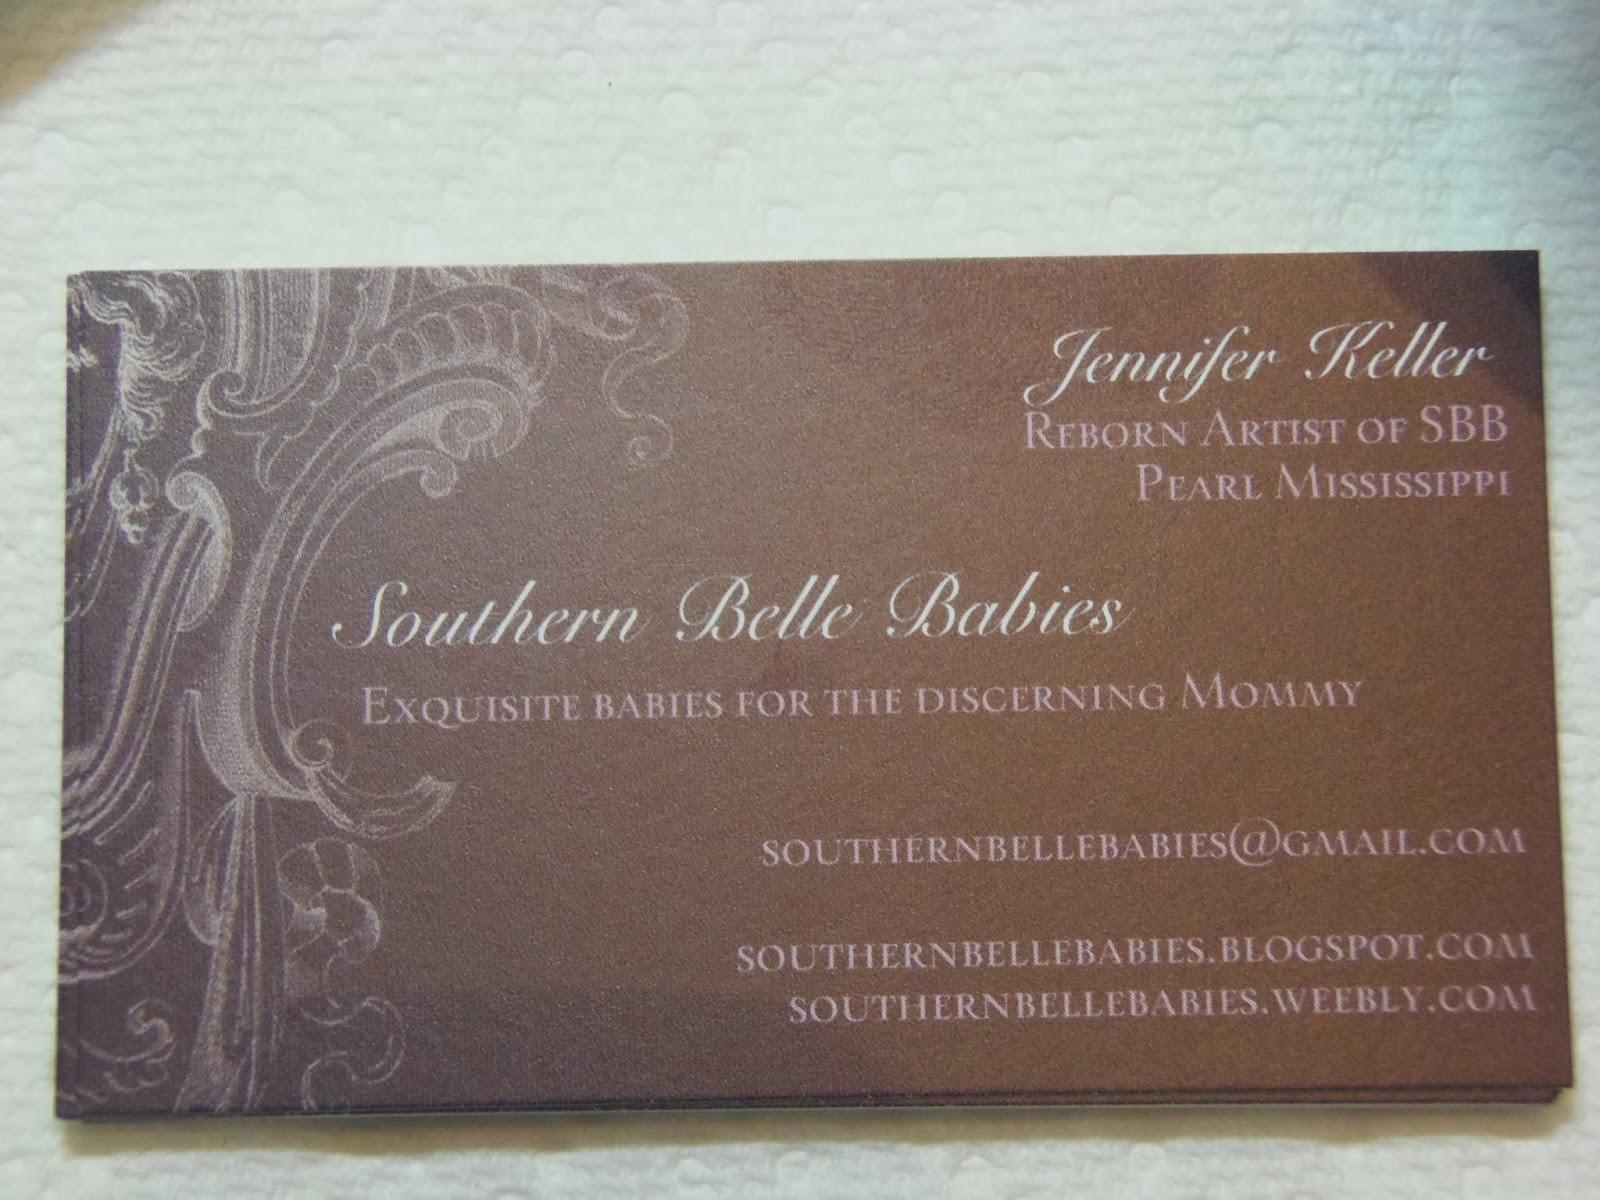 Jennifer Keller
Reborn Artist of SBB
Pearl Mississippi
Southern Belle Babies
Exquisite babies for the discerning Mommy
southernbellebabies@gmail.com
southernbellebabies.blogspot.com
southernbellebabies.weebly.com